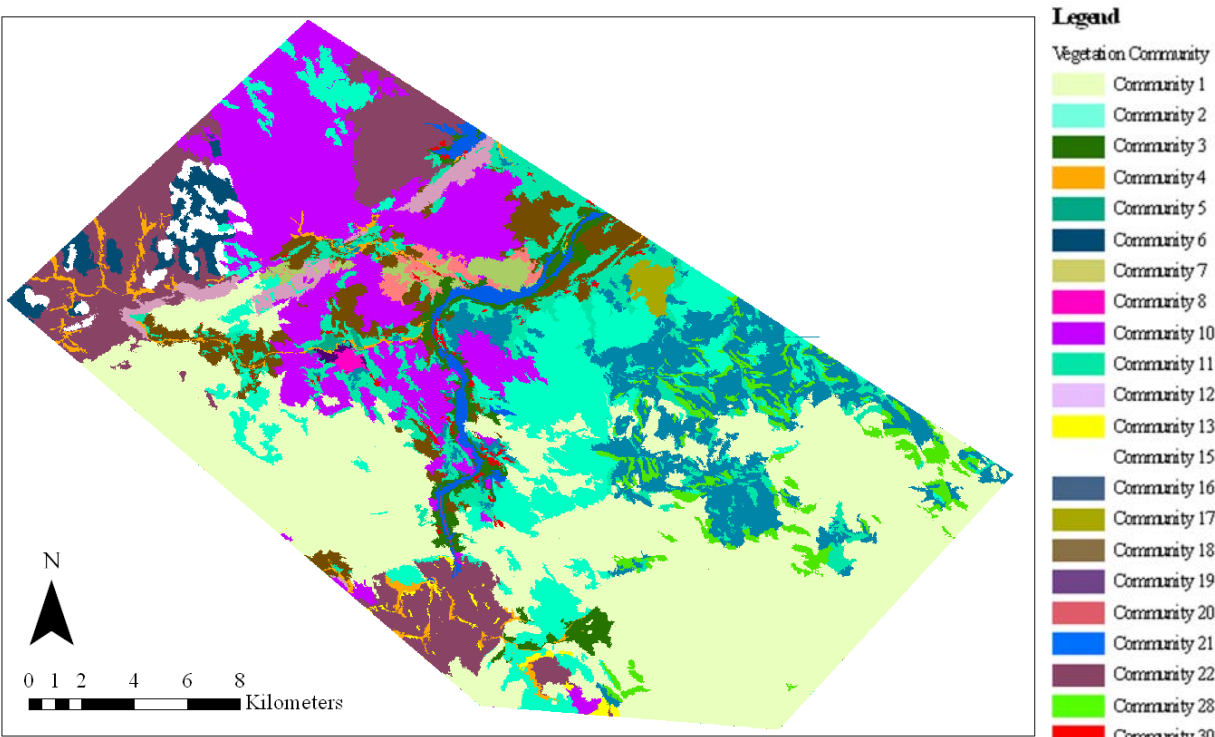 Legend
Vegetation Community
Community 1
Community 2
Community 3
Community 4
Community 5
Community 6
Community 7
Community 8
Community 10
Community 11
Community 12
Community 13
Community 15
Community 16
Community 17
Community 18
Community 19
Community 20
Community 21
Community 22
Community 28
Community 30
N
0 1 2 4 6 8
Kilometers